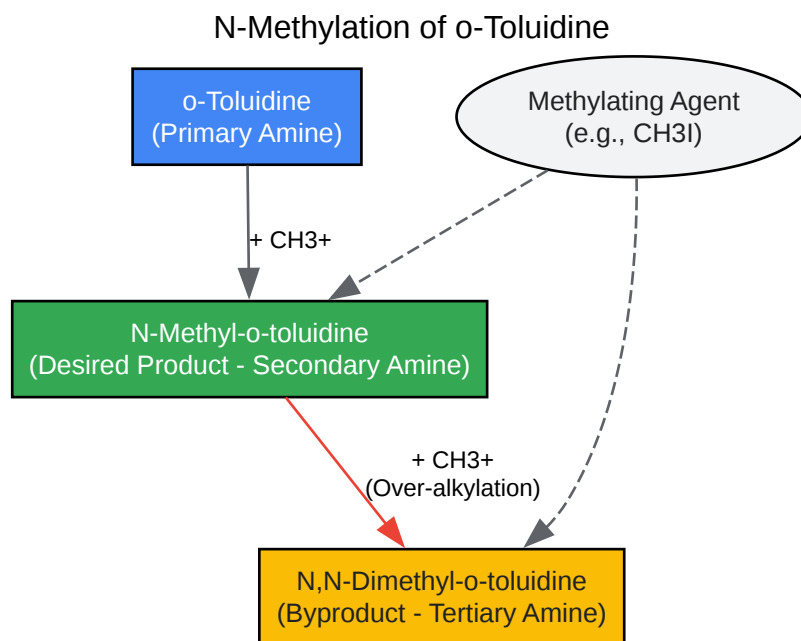 N-Methylation of o-Toluidine
o-Toluidine
(Primary Amine)
Methylating Agent
(e.g., CH3I)
+ CH3+
N-Methyl-o-toluidine
(Desired Product - Secondary Amine)
+ CH3+
(Over-alkylation)
N,N-Dimethyl-o-toluidine
(Byproduct - Tertiary Amine)